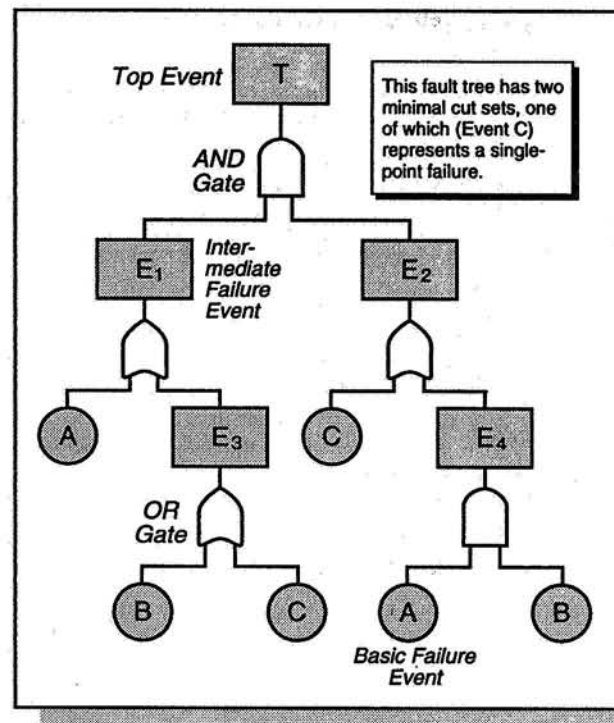 Top Event
T
This fault tree has two
minimal cut sets, one
of which (Event C)
represents a single-
point failure.
AND
Gate
E₁
Inter-
mediate
Failure
Event
E₂
A
E₃
C
E₄
OR
Gate
B
C
A
B
Basic Failure
Event